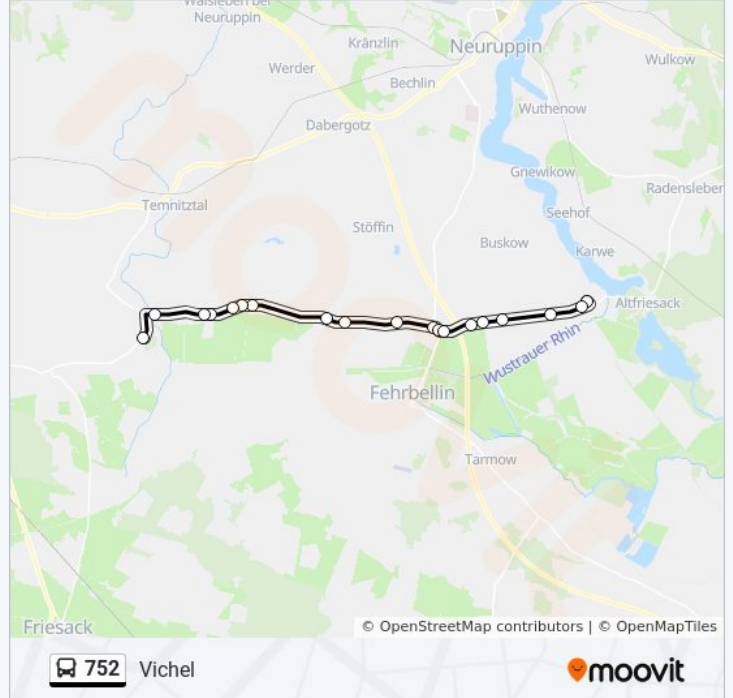 Walsleben bei
Neuruppin
Kränzlin
Neuruppin
Werder
Wulkow
Bechlin
Wuthenow
Dabergotz
Gnewikow
Radensleben
Temnitztal
Seehof
Stöffin
Buskow
Karwe
Altfriesack
Wustrauer Rhin
Fehrbellin
Tarmow
Friesack
© OpenStreetMap contributors | © OpenMapTiles
752 Vichel
moovit